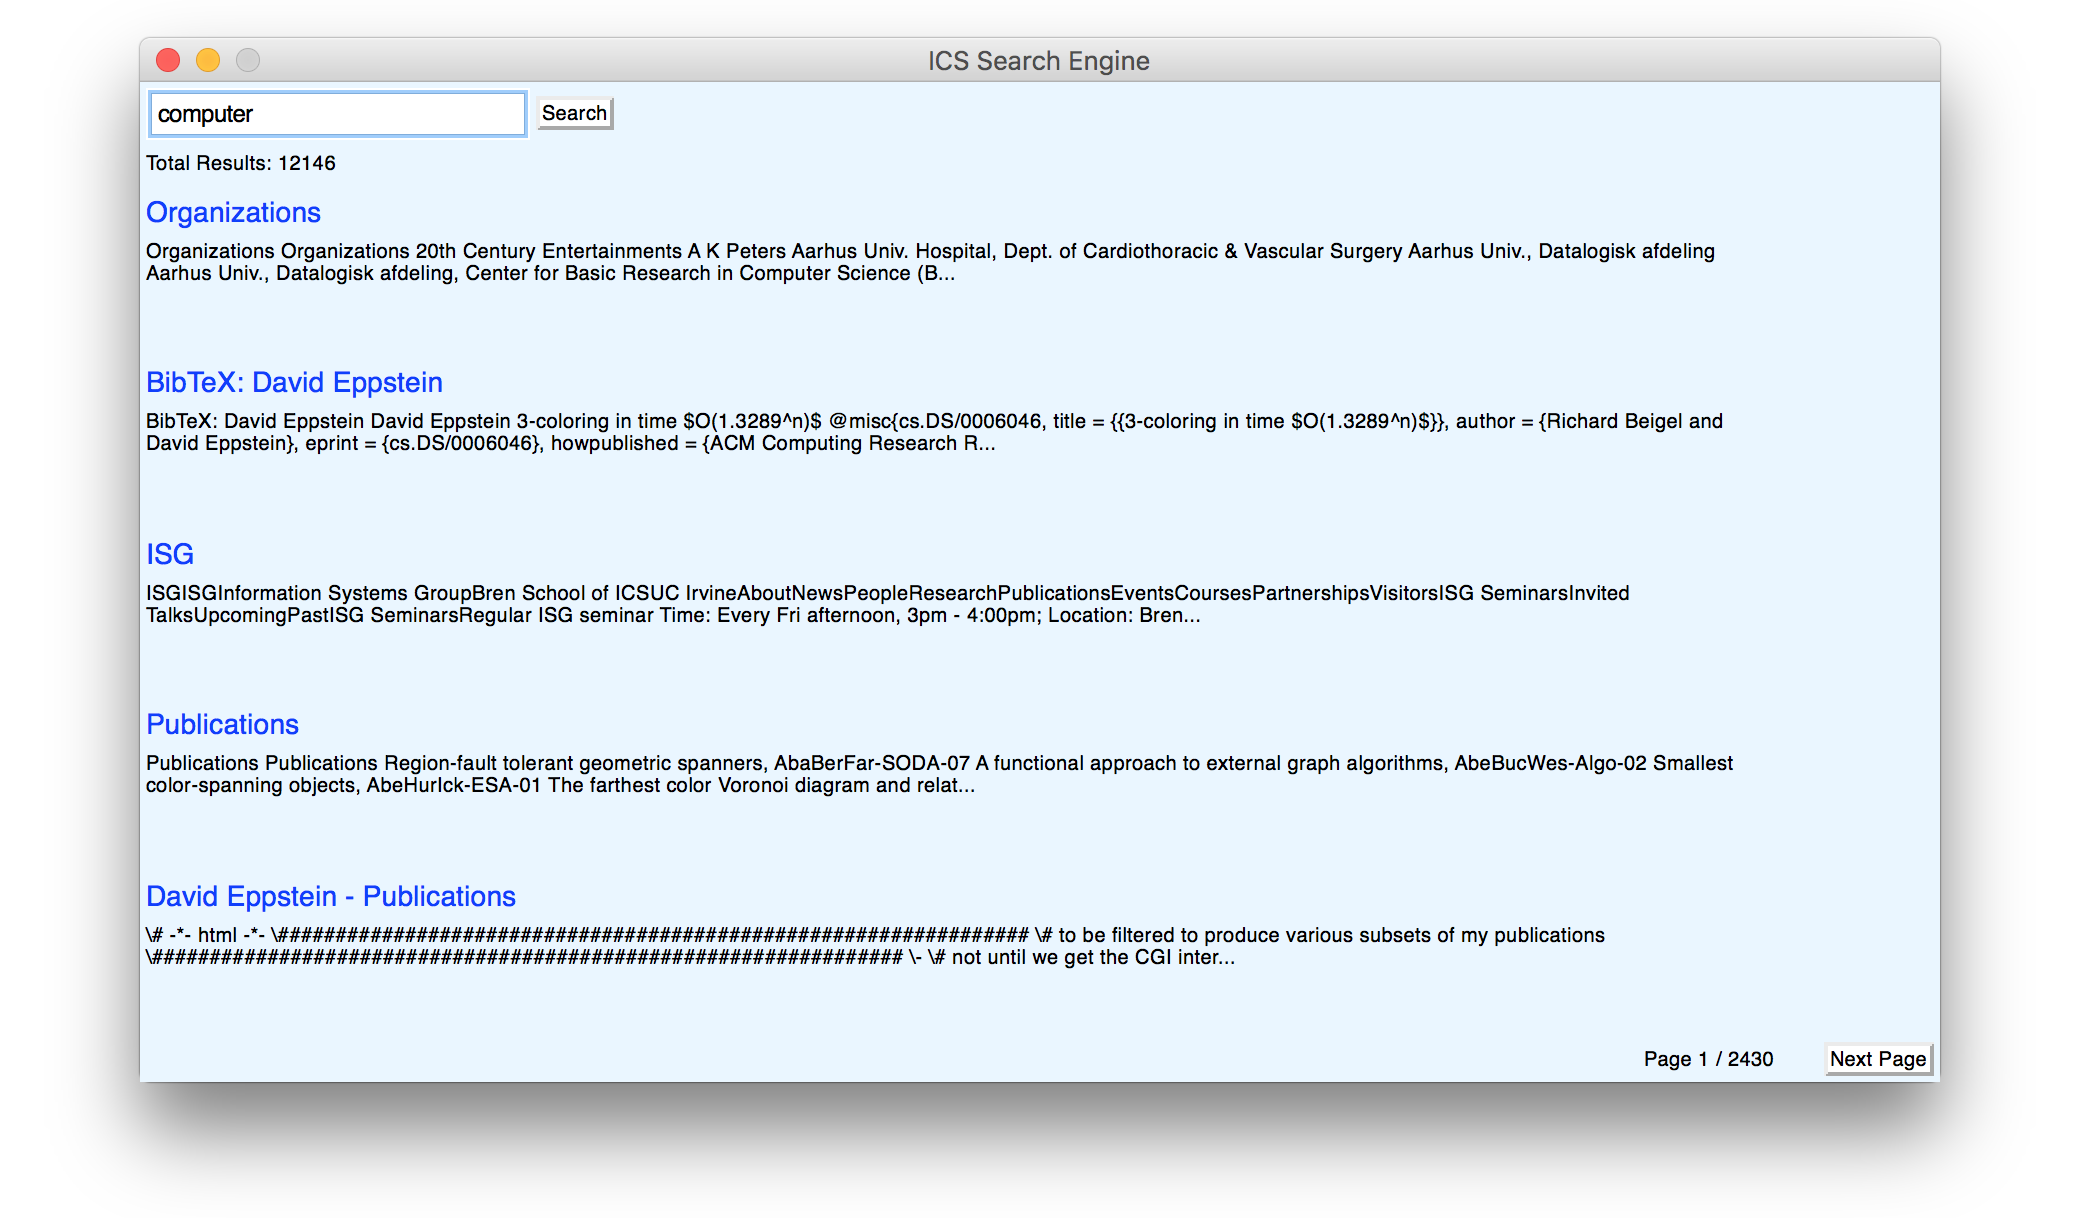 ICS Search Engine
computer
Search
Total Results: 12146
Organizations
Organizations Organizations 20th Century Entertainments A K Peters Aarhus Univ. Hospital, Dept. of Cardiothoracic & Vascular Surgery Aarhus Univ., Datalogisk afdeling
Aarhus Univ., Datalogisk afdeling, Center for Basic Research in Computer Science (B...
BibTeX: David Eppstein
BibTeX: David Eppstein David Eppstein 3-coloring in time $O(1.3289^n)$ @misc{cs.DS/0006046, title = {{3-coloring in time $O(1.3289^n)$}}, author = {Richard Beigel and
David Eppstein}, eprint = {cs.DS/0006046}, howpublished = {ACM Computing Research R...
ISG
ISGISGInformation Systems GroupBren School of ICSUC IrvineAboutNewsPeopleResearchPublicationsEventsCoursesPartnershipsVisitorsISG SeminarsInvited
TalksUpcomingPastISG SeminarsRegular ISG seminar Time: Every Fri afternoon, 3pm - 4:00pm; Location: Bren...
Publications
Publications Publications Region-fault tolerant geometric spanners, AbaBerFar-SODA-07 A functional approach to external graph algorithms, AbeBucWes-Algo-02 Smallest
color-spanning objects, AbeHurIck-ESA-01 The farthest color Voronoi diagram and relat...
David Eppstein - Publications
\# -*- html -*- \################################################################# \# to be filtered to produce various subsets of my publications
\################################################################# \- \# not until we get the CGI inter...
Page 1 / 2430
Next Page